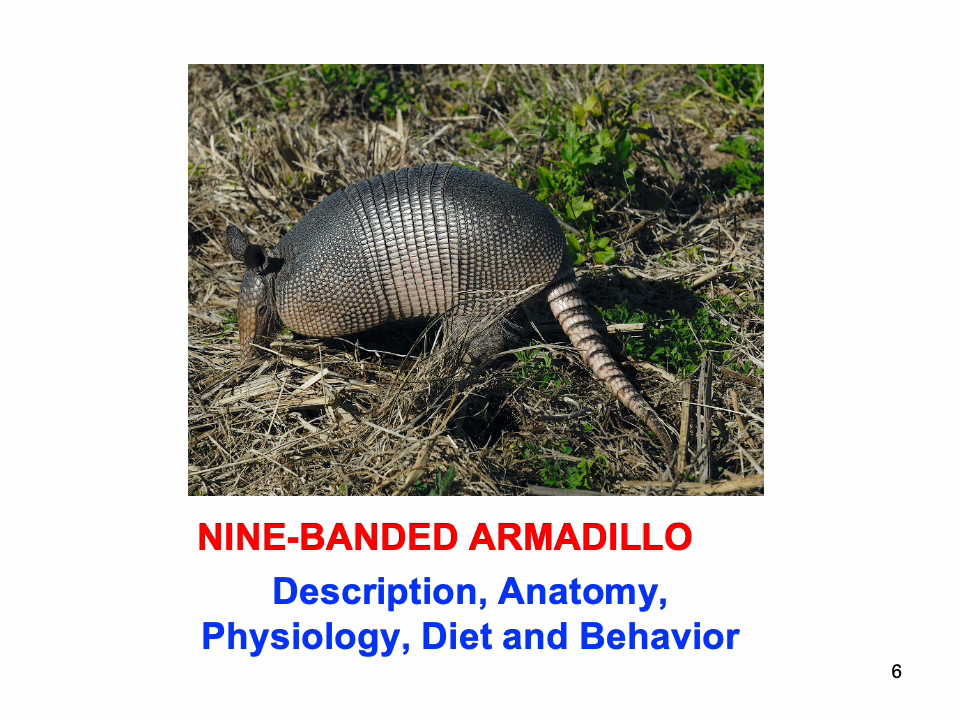 NINE-BANDED ARMADILLO
Description, Anatomy,
Physiology, Diet and Behavior
6